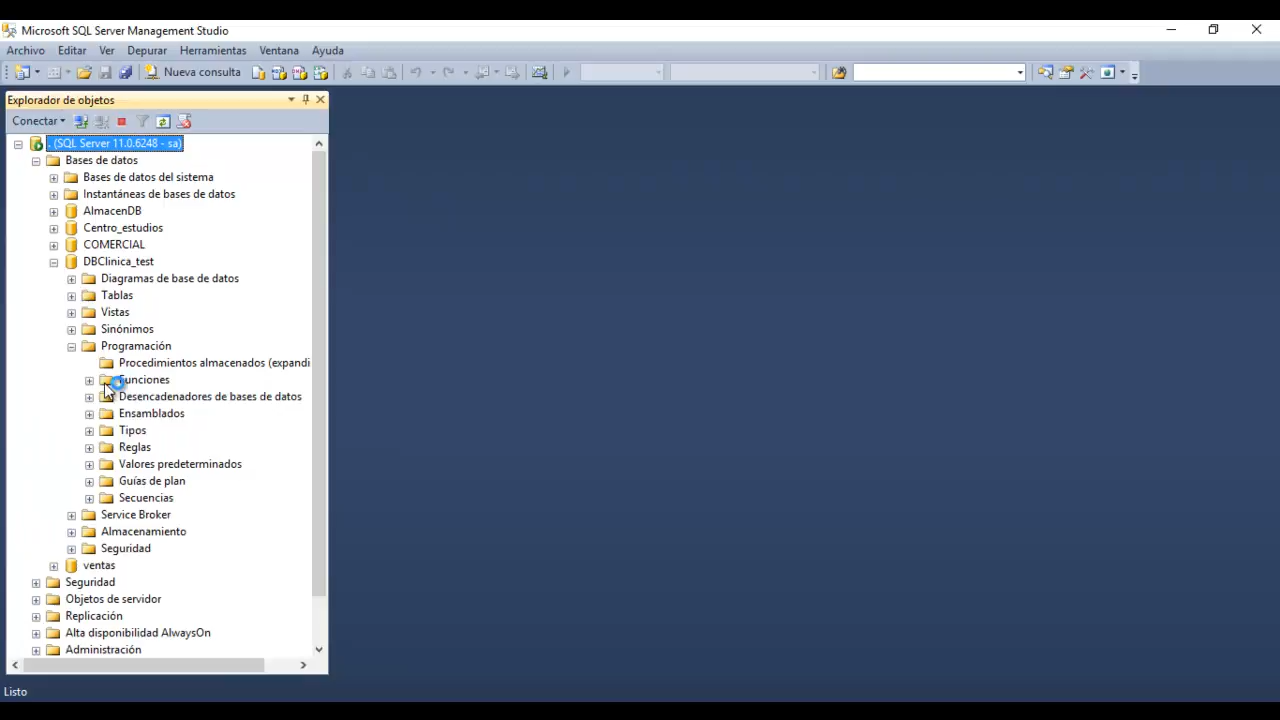 Microsoft SQL Server Management Studio
Archivo Editar Ver Depurar Herramientas Ventana Ayuda
Nueva consulta
Explorador de objetos
Conectar
. (SQL Server 11.0.6248 - sa)
Bases de datos
Bases de datos del sistema
Instantáneas de bases de datos
AlmacenDB
Centro_estudios
COMERCIAL
DBClinica_test
Diagramas de base de datos
Tablas
Vistas
Sinónimos
Programación
Procedimientos almacenados (expandi
Funciones
Desencadenadores de bases de datos
Ensamblados
Tipos
Reglas
Valores predeterminados
Guías de plan
Secuencias
Service Broker
Almacenamiento
Seguridad
ventas
Seguridad
Objetos de servidor
Replicación
Alta disponibilidad AlwaysOn
Administración
Listo